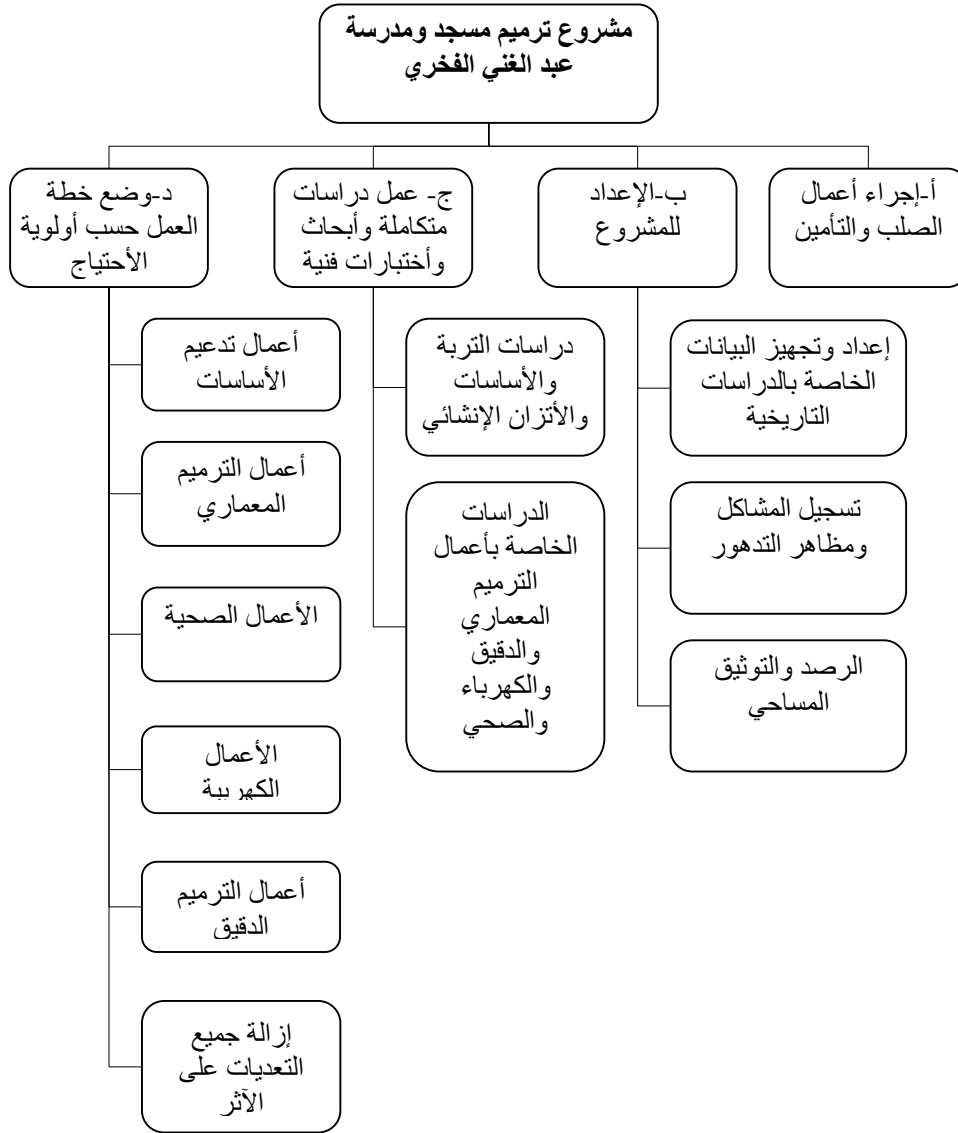 مشروع ترميم مسجد ومدرسة
عبد الغني الفخري
أ-إجراء أعمال
الصلب والتأمين
ب-الإعداد
للمشروع
ج- عمل دراسات
متكاملة وأبحاث
وأختبارات فنية
د-وضع خطة
العمل حسب أولوية
الأحتياج
إعداد وتجهيز البيانات
الخاصة بالدراسات
التاريخية
تسجيل المشاكل
ومظاهر التدهور
الرصد والتوثيق
المساحي
دراسات التربة
والأساسات
والأتزان الإنشائي
الدراسات
الخاصة بأعمال
الترميم
المعماري
والدقيق
والكهرباء
والصحي
أعمال تدعيم
الأساسات
أعمال الترميم
المعماري
الأعمال الصحية
الأعمال
الكهربية
أعمال الترميم
الدقيق
إزالة جميع
التعديات على
الآثر